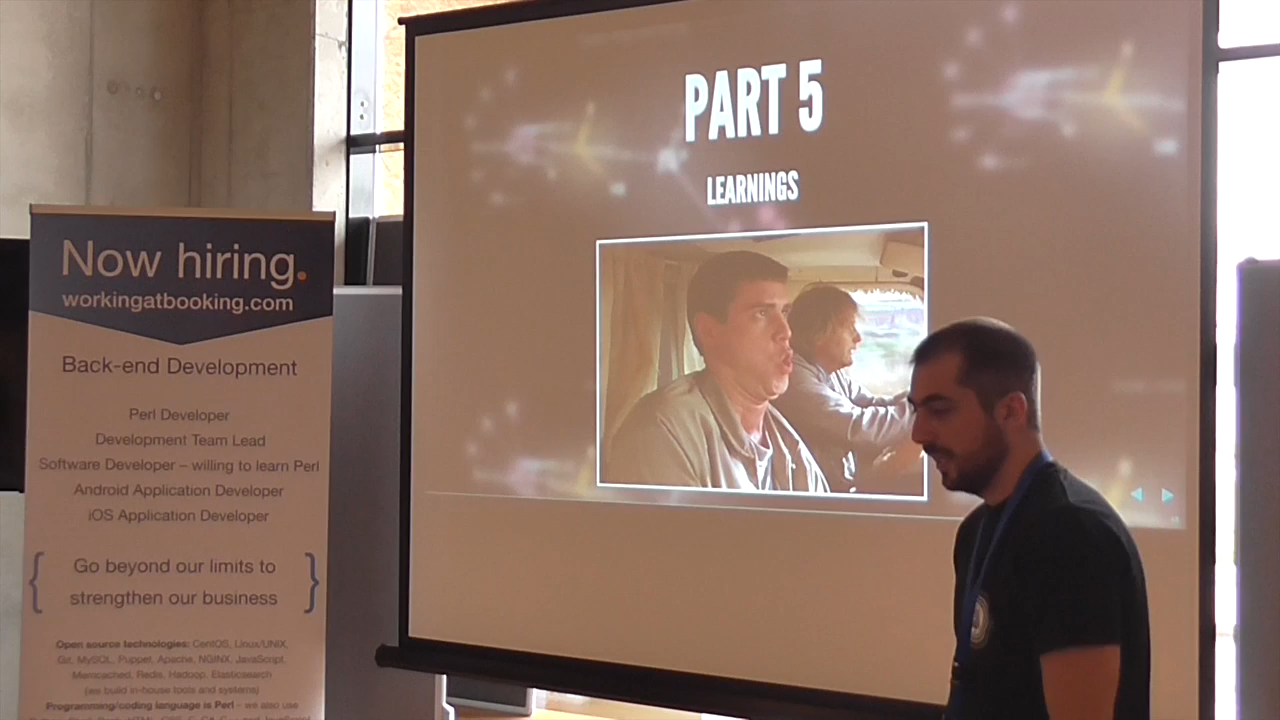 PART 5
LEARNINGS
Now hiring.
workingatbooking.com
Back-end Development
Perl Developer
Development Team Lead
Software Developer – willing to learn Perl
Android Application Developer
iOS Application Developer
{ Go beyond our limits to }
strengthen our business
Open source technologies: CentOS, Linux/UNIX,
Git, MySQL, Puppet, Apache, NGINX, JavaScript,
Memcached, Redis, Hadoop, Elasticsearch
(we build in-house tools and systems)
Programming/coding language is Perl – we also use